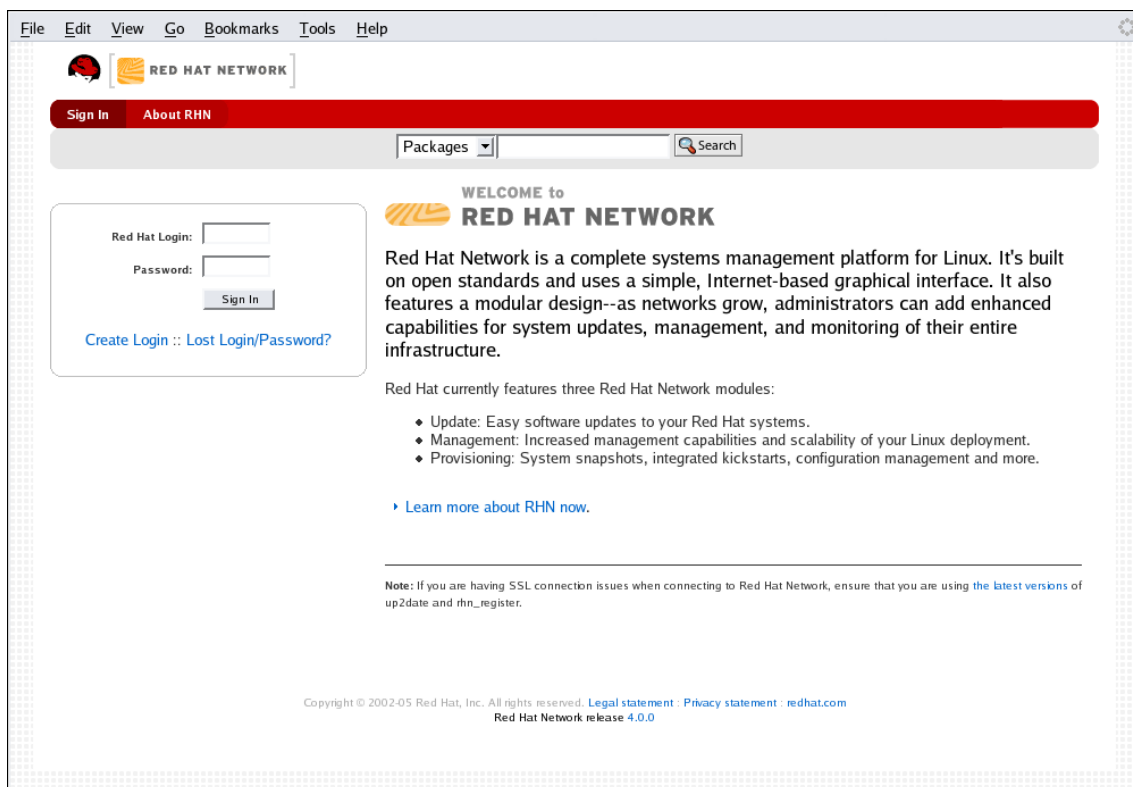 File Edit View Go Bookmarks Tools Help
RED HAT NETWORK
Sign In About RHN
Packages Search
WELCOME to
RED HAT NETWORK
Red Hat Login:
Password:
Sign In
Create Login :: Lost Login/Password?
Red Hat Network is a complete systems management platform for Linux. It's built
on open standards and uses a simple, Internet-based graphical interface. It also
features a modular design--as networks grow, administrators can add enhanced
capabilities for system updates, management, and monitoring of their entire
infrastructure.
Red Hat currently features three Red Hat Network modules:
Update: Easy software updates to your Red Hat systems.
Management: Increased management capabilities and scalability of your Linux deployment.
Provisioning: System snapshots, integrated kickstarts, configuration management and more.
Learn more about RHN now.
Note: If you are having SSL connection issues when connecting to Red Hat Network, ensure that you are using the latest versions of
up2date and rhn_register.
Copyright © 2002-05 Red Hat, Inc. All rights reserved. Legal statement : Privacy statement : redhat.com
Red Hat Network release 4.0.0